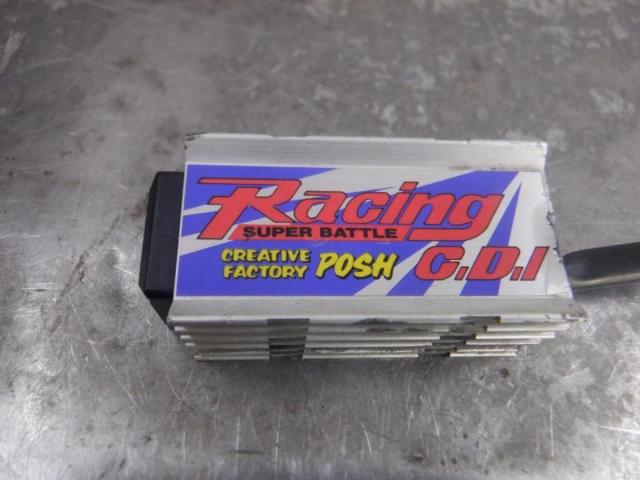 Racing
SUPER BATTLE
CREATIVE
FACTORY POSH
C.D.I